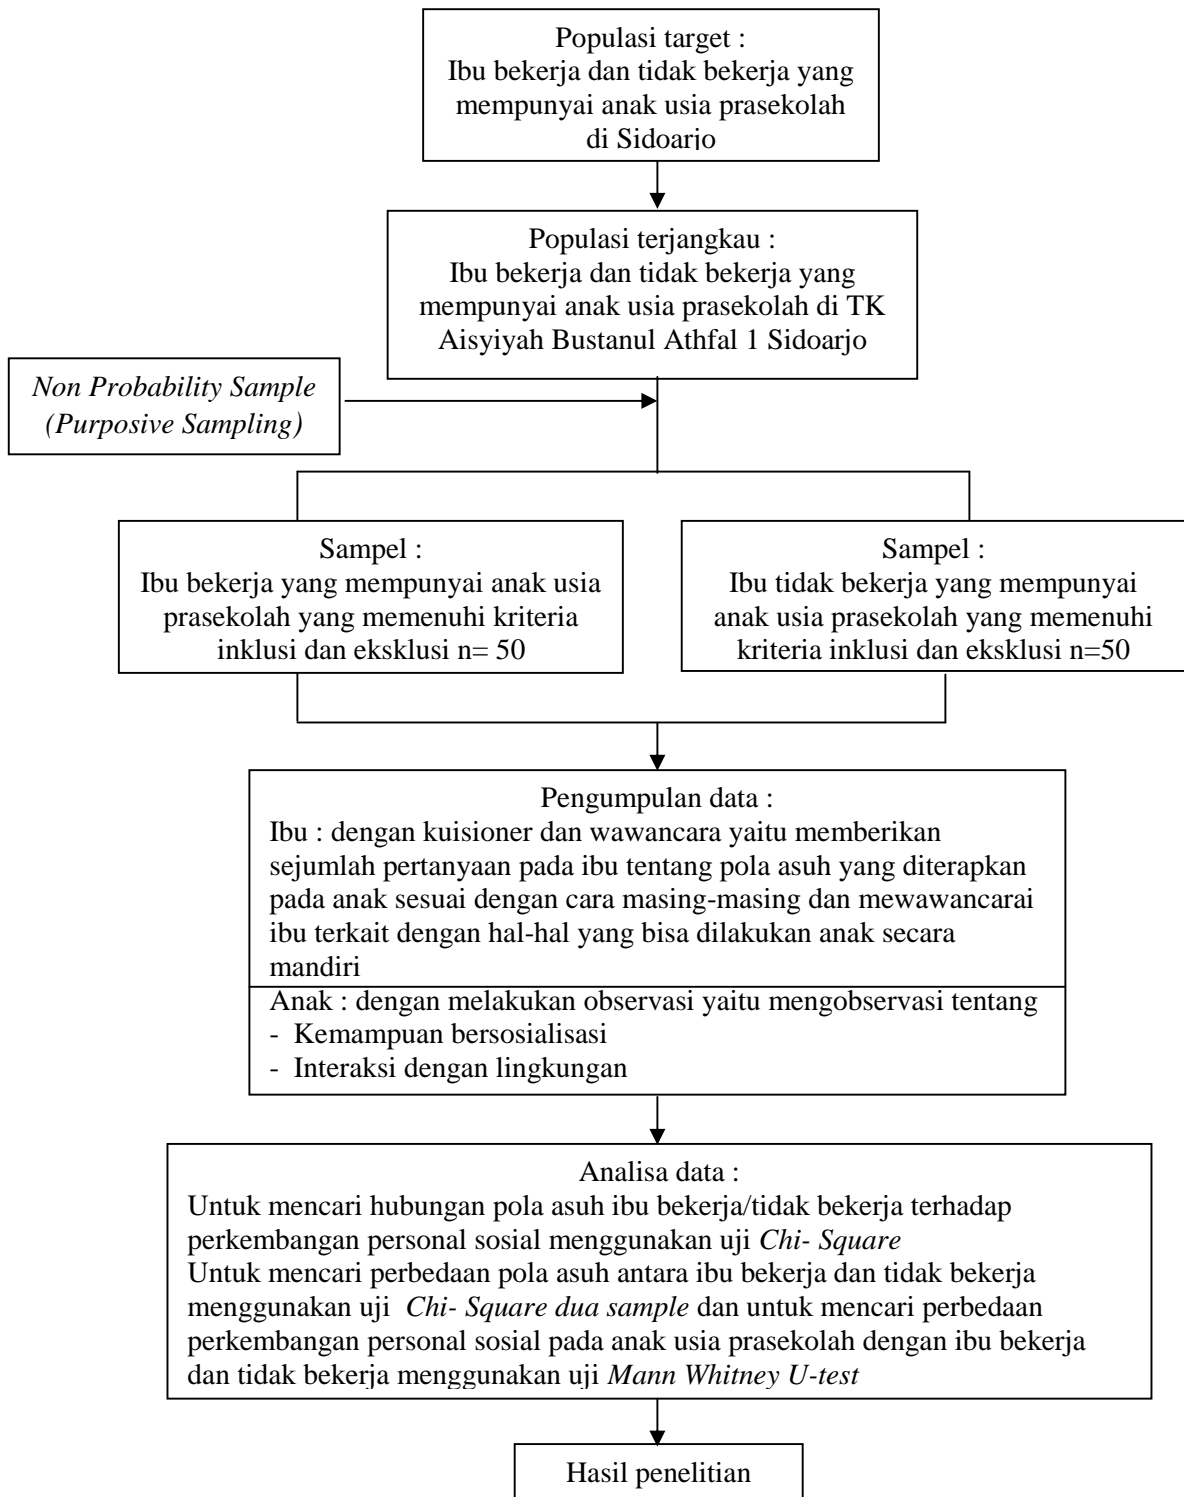 Populasi target :
Ibu bekerja dan tidak bekerja yang
mempunyai anak usia prasekolah
di Sidoarjo
Populasi terjangkau :
Ibu bekerja dan tidak bekerja yang
mempunyai anak usia prasekolah di TK
Aisyiyah Bustanul Athfal 1 Sidoarjo
Non Probability Sample
(Purposive Sampling)
Sampel :
Ibu bekerja yang mempunyai anak usia
prasekolah yang memenuhi kriteria
inklusi dan eksklusi n= 50
Sampel :
Ibu tidak bekerja yang mempunyai
anak usia prasekolah yang memenuhi
kriteria inklusi dan eksklusi n=50
Pengumpulan data :
Ibu : dengan kuisioner dan wawancara yaitu memberikan
sejumlah pertanyaan pada ibu tentang pola asuh yang diterapkan
pada anak sesuai dengan cara masing-masing dan mewawancarai
ibu terkait dengan hal-hal yang bisa dilakukan anak secara
mandiri
Anak : dengan melakukan observasi yaitu mengobservasi tentang
- Kemampuan bersosialisasi
- Interaksi dengan lingkungan
Analisa data :
Untuk mencari hubungan pola asuh ibu bekerja/tidak bekerja terhadap
perkembangan personal sosial menggunakan uji Chi- Square
Untuk mencari perbedaan pola asuh antara ibu bekerja dan tidak bekerja
menggunakan uji Chi- Square dua sample dan untuk mencari perbedaan
perkembangan personal sosial pada anak usia prasekolah dengan ibu bekerja
dan tidak bekerja menggunakan uji Mann Whitney U-test
Hasil penelitian